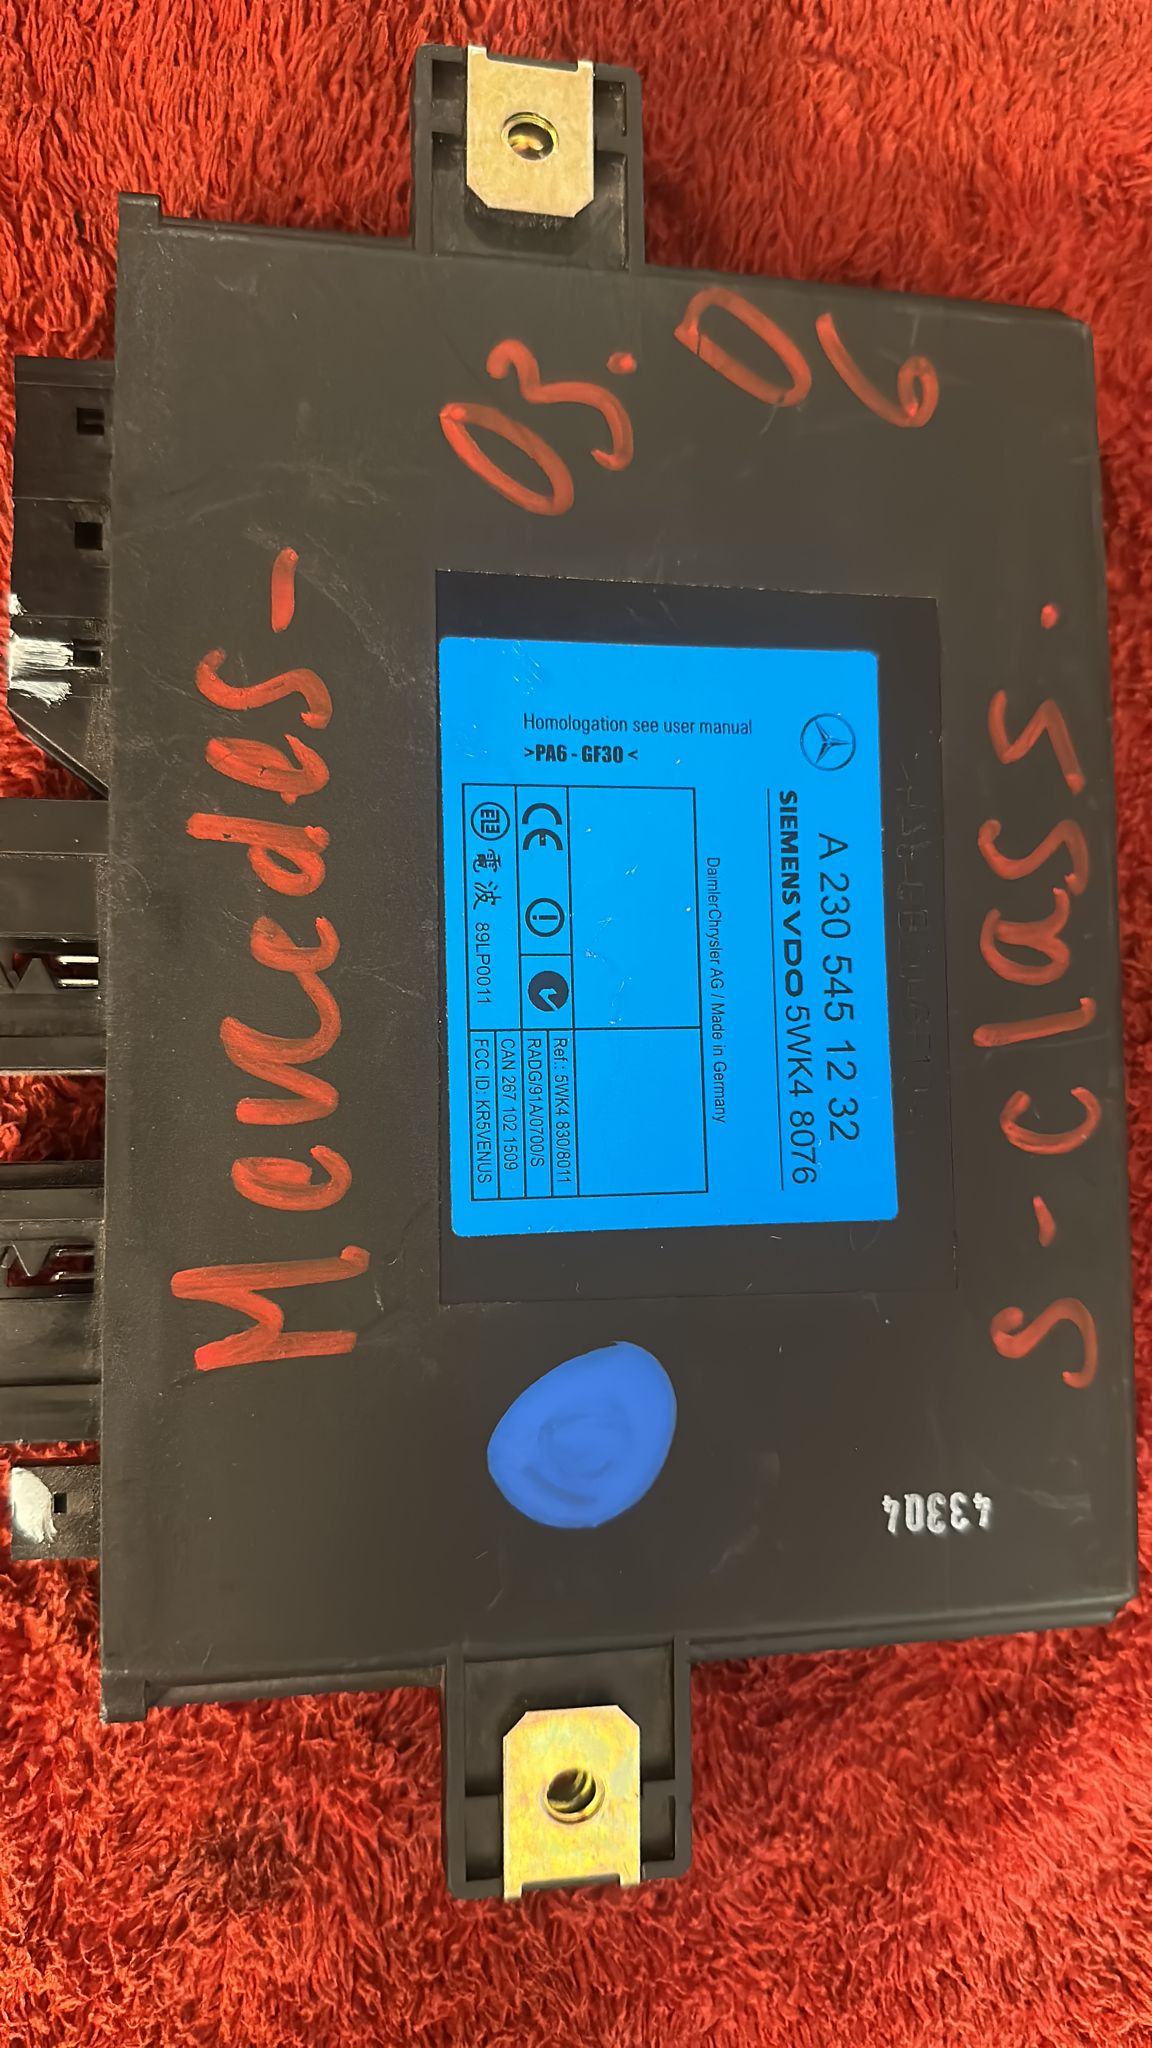 S-Class.
A 230 545 12 32
SIEMENS VDO 5WK4 8076
DaimlerChrysler AG / Made in Germany
Homologation see user manual
>PA6 - GF30<
Ref.: 5WK4 830/8011
RADG/91A/0700/S
CAN 267 102 1509
FCC ID: KR5VENUS
CE
電波 89LP0011
03.06
Mercedes-